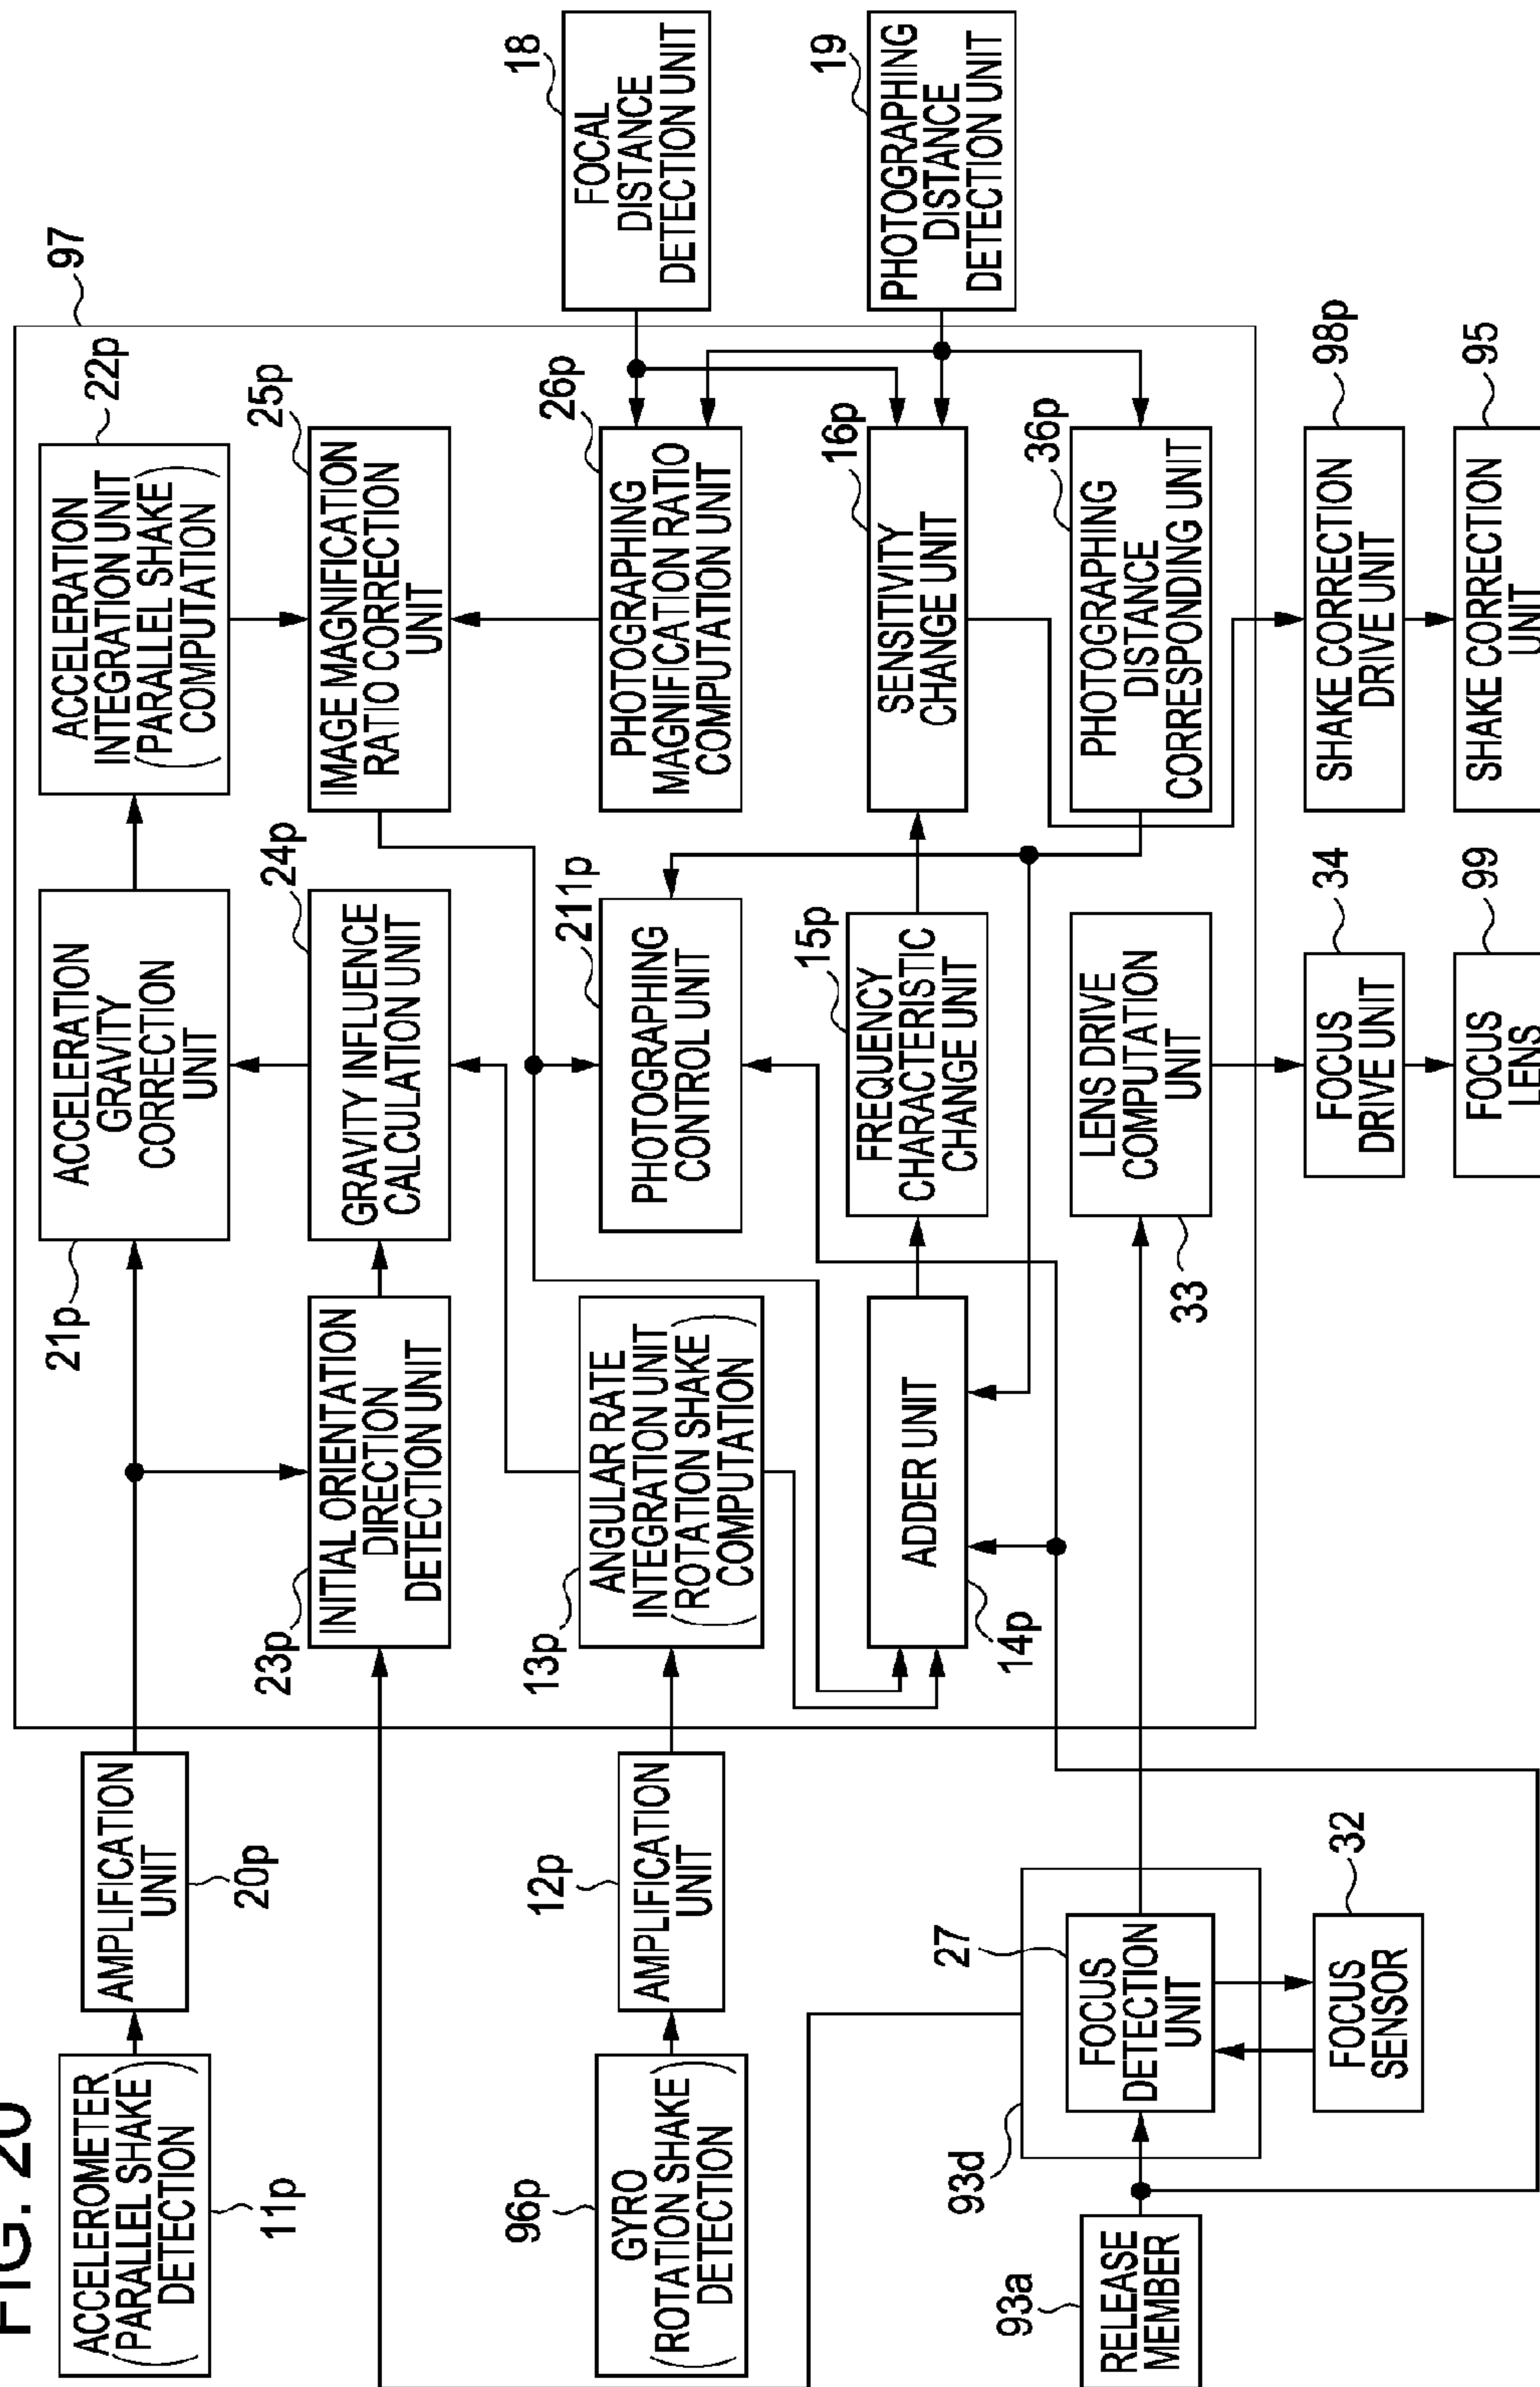 FIG. 20
ACCELEROMETER
(PARALLEL SHAKE
DETECTION)
11p
AMPLIFICATION
UNIT
20p
21p
ACCELERATION
GRAVITY
CORRECTION
UNIT
ACCELERATION
INTEGRATION UNIT
(PARALLEL SHAKE
COMPUTATION)
22p
97
23p
INITIAL ORIENTATION
DIRECTION
DETECTION UNIT
GRAVITY INFLUENCE
CALCULATION UNIT
24p
IMAGE MAGNIFICATION
RATIO CORRECTION
UNIT
25p
96p
GYRO
(ROTATION SHAKE
DETECTION)
12p
AMPLIFICATION
UNIT
13p
ANGULAR RATE
INTEGRATION UNIT
(ROTATION SHAKE
COMPUTATION)
PHOTOGRAPHING
CONTROL UNIT
211p
PHOTOGRAPHING
MAGNIFICATION RATIO
COMPUTATION UNIT
26p
FOCAL
DISTANCE
DETECTION UNIT
18
ADDER UNIT
14p
FREQUENCY
CHARACTERISTIC
CHANGE UNIT
15p
SENSITIVITY
CHANGE UNIT
16p
PHOTOGRAPHING
DISTANCE
DETECTION UNIT
19
93a
RELEASE
MEMBER
93d
FOCUS
DETECTION
UNIT
27
LENS DRIVE
COMPUTATION
UNIT
33
PHOTOGRAPHING
DISTANCE
CORRESPONDING UNIT
36p
FOCUS
SENSOR
32
FOCUS
DRIVE UNIT
34
SHAKE CORRECTION
DRIVE UNIT
98p
FOCUS
LENS
99
SHAKE CORRECTION
UNIT
95